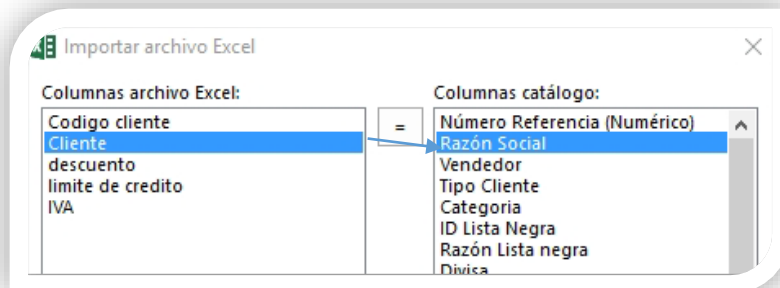 Importar archivo Excel
Columnas archivo Excel:
Codigo cliente
Cliente
descuento
limite de credito
IVA
=
Columnas catálogo:
Número Referencia (Numérico)
Razón Social
Vendedor
Tipo Cliente
Categoria
ID Lista Negra
Razón Lista negra
Divisa